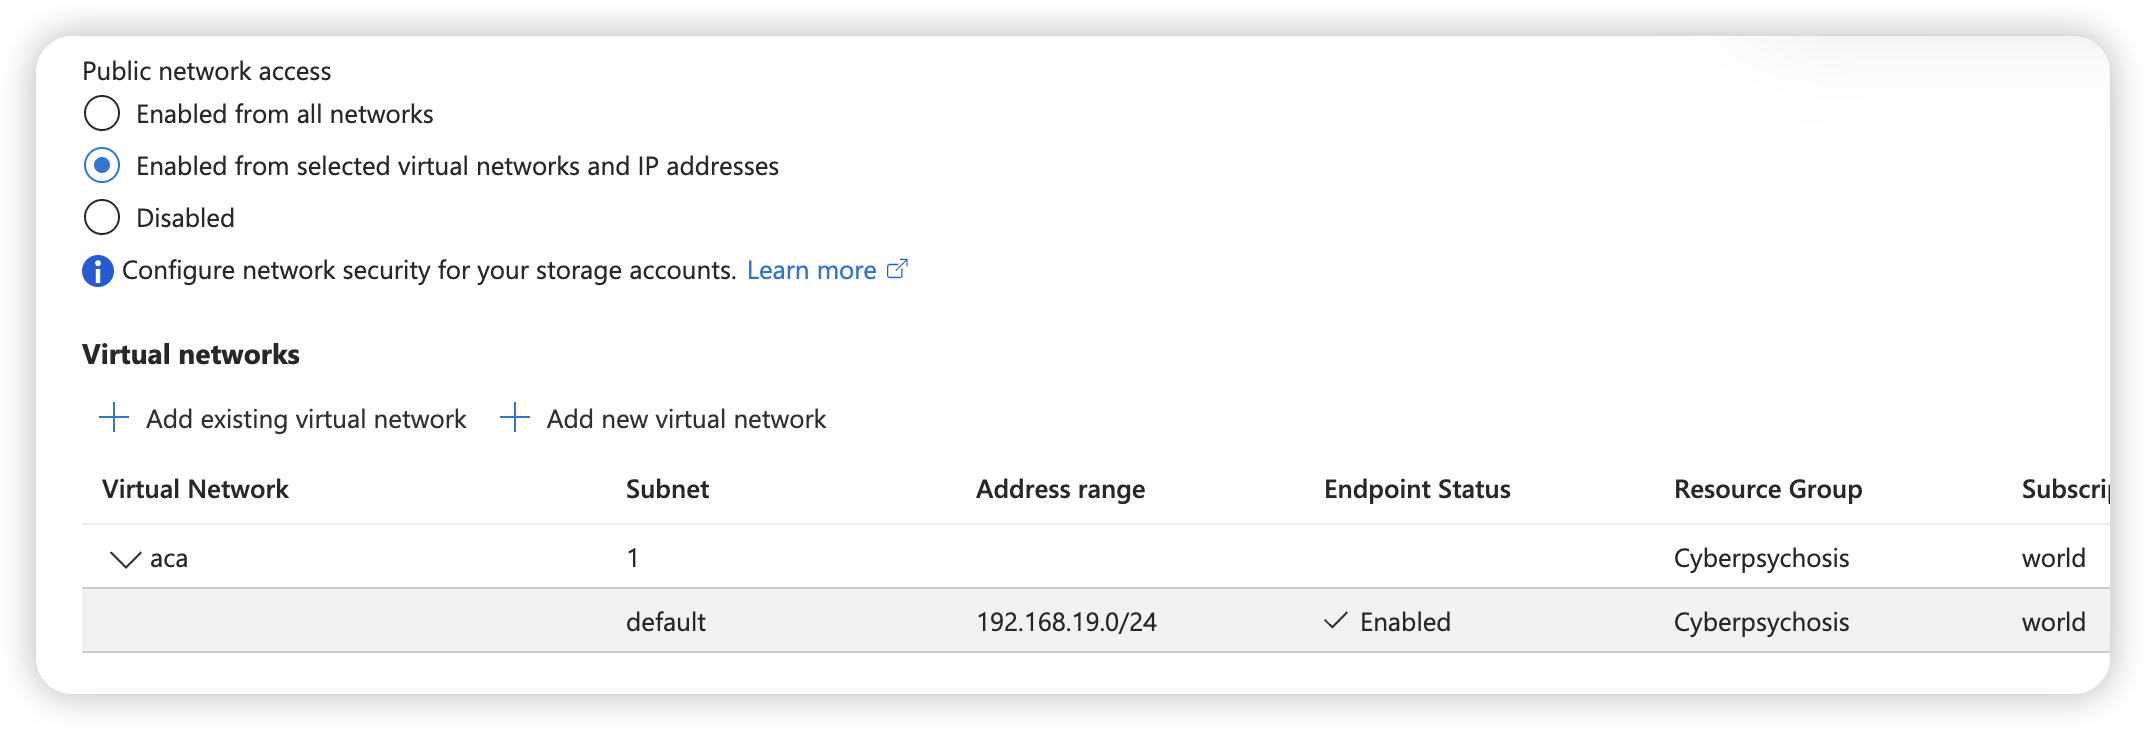 Public network access
Enabled from all networks
Enabled from selected virtual networks and IP addresses
Disabled
Configure network security for your storage accounts. Learn more
Virtual networks
Add existing virtual network Add new virtual network
Virtual Network Subnet Address range Endpoint Status Resource Group Subscrip
aca 1 Cyberpsychosis world
default 192.168.19.0/24 Enabled Cyberpsychosis world